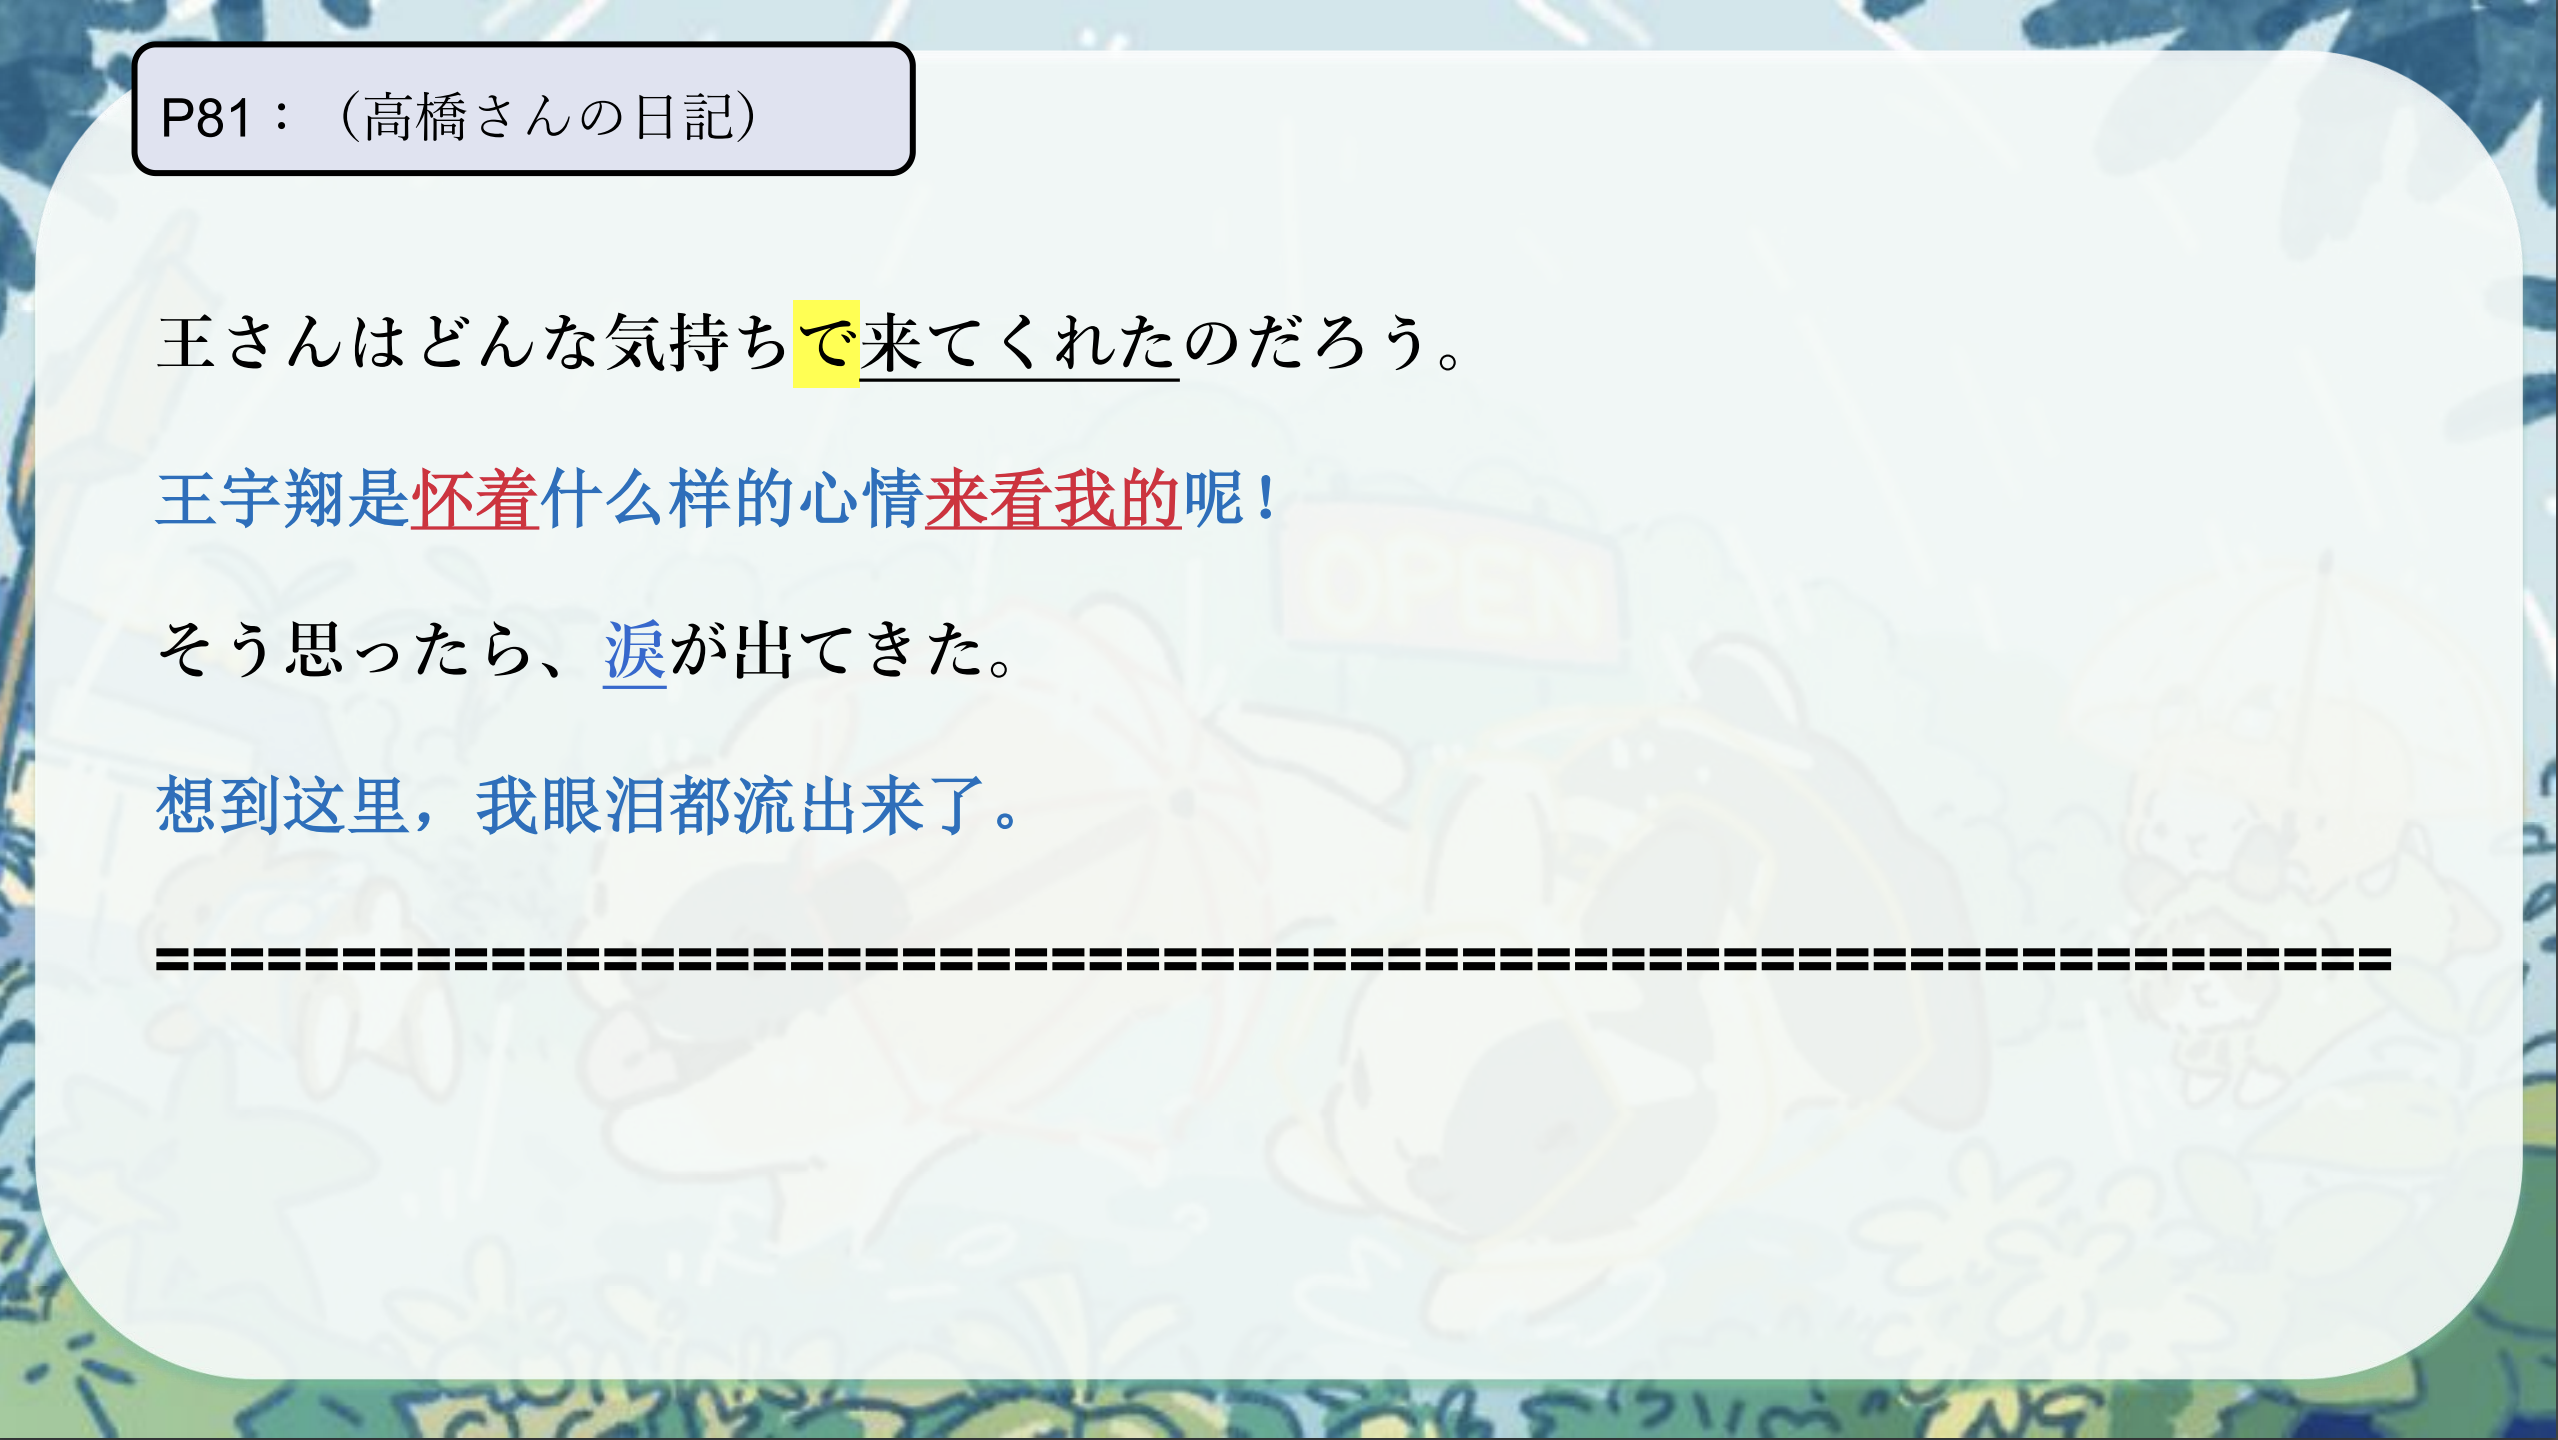 P81：（高橋さんの日記）
王さんはどんな気持ちで来てくれたのだろう。
王宇翔是怀着什么样的心情来看我的呢！
そう思ったら、涙が出てきた。
想到这里，我眼泪都流出来了。
============================================================
OPEN